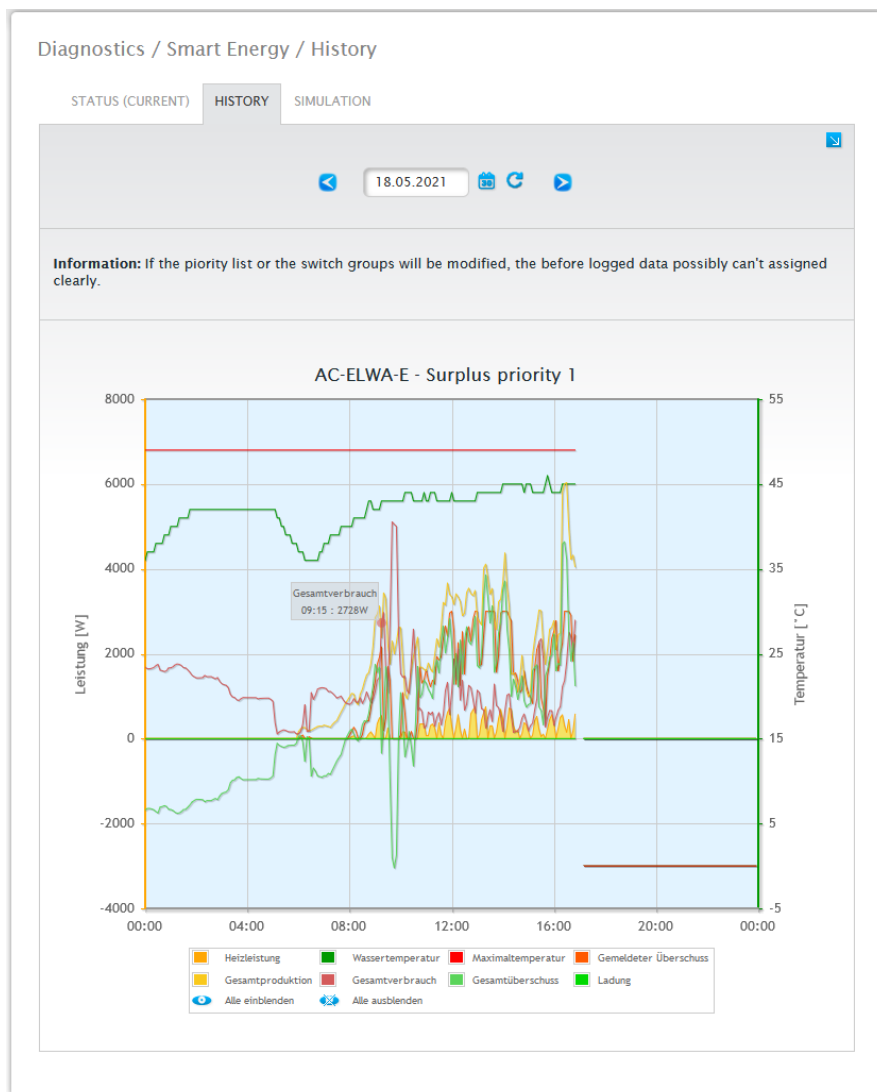 Diagnostics / Smart Energy / History
STATUS (CURRENT) HISTORY SIMULATION
18.05.2021 30
Information: If the piority list or the switch groups will be modified, the before logged data possibly can't assigned
clearly.
AC-ELWA-E - Surplus priority 1
8000 55
6000 45
4000 35
Gesamtverbrauch
09:15 : 2728W
Leistung [W]
Temperatur [°C]
2000 25
0 15
-2000 5
-4000 -5
00:00 04:00 08:00 12:00 16:00 20:00 00:00
Heizleistung Wassertemperatur Maximaltemperatur Gemeldeter Überschuss
Gesamtproduktion Gesamtverbrauch Gesamtüberschuss Ladung
Alle einblenden Alle ausblenden